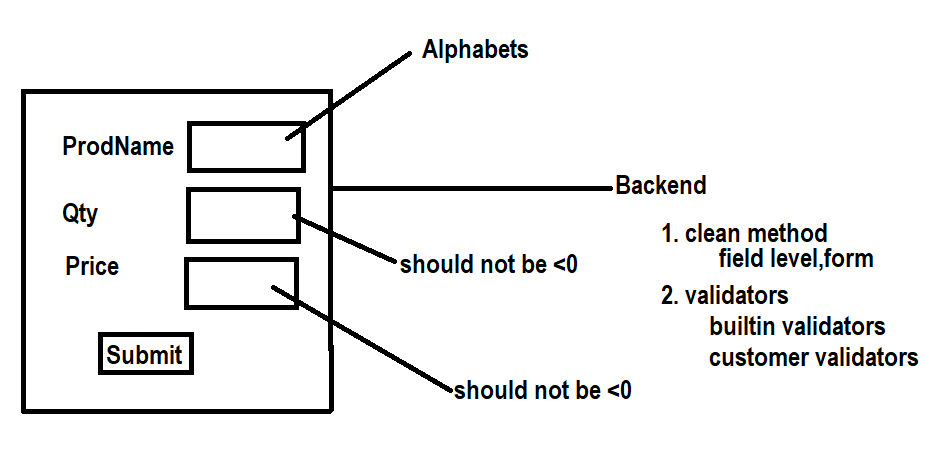 Alphabets
ProdName
Backend
Qty
1. clean method
field level,form
Price
should not be <0
2. validators
builtin validators
Submit
customer validators
should not be <0